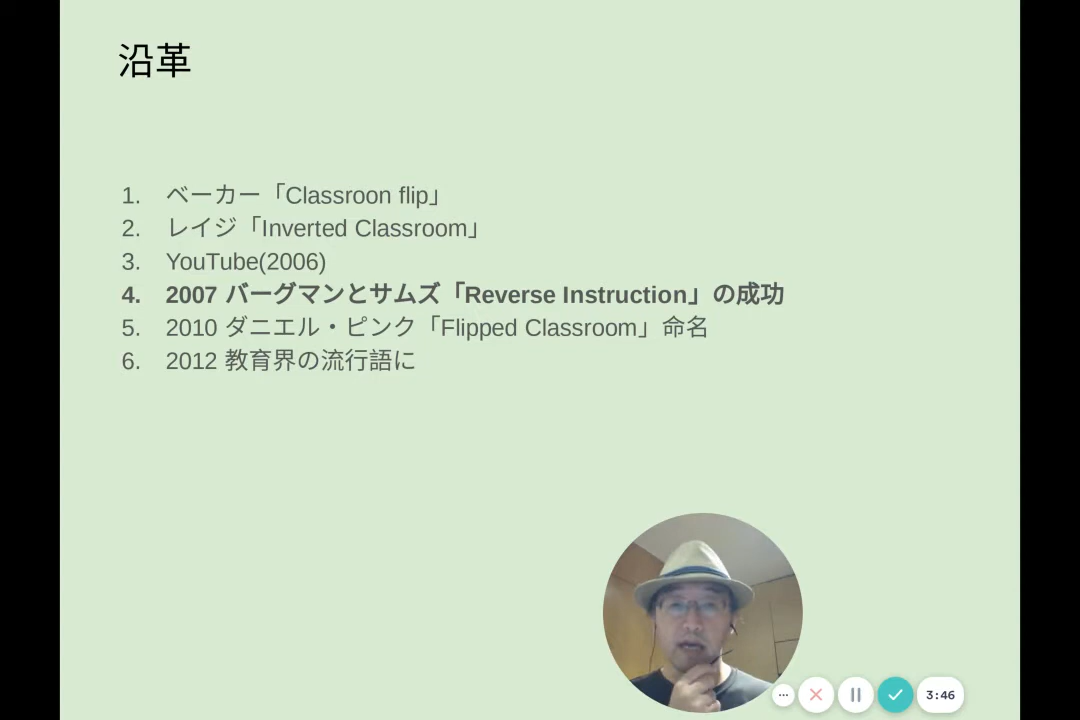 沿革
1. ベーカー「Classroon flip」
2. レイジ「Inverted Classroom」
3. YouTube(2006)
4. 2007 バーグマンとサムズ「Reverse Instruction」の成功
5. 2010 ダニエル・ピンク「Flipped Classroom」命名
6. 2012 教育界の流行語に
3:46